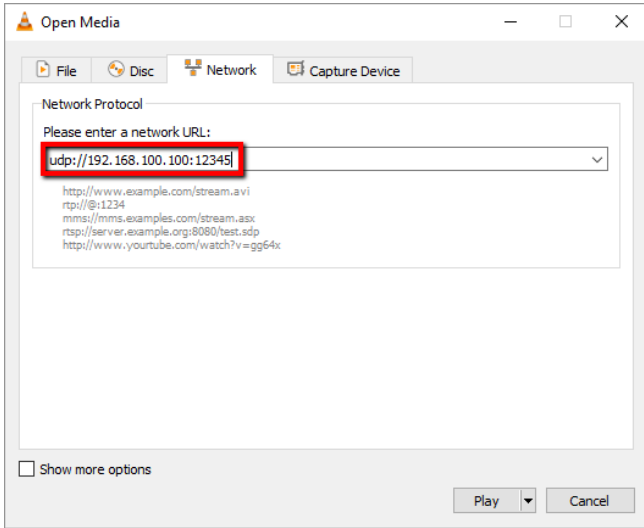 Open Media
File Disc Network Capture Device
Network Protocol
Please enter a network URL:
udp://192.168.100.100:12345
http://www.example.com/stream.avi
rtp://@:1234
mms://mms.examples.com/stream.asx
rtsp://server.example.org:8080/test.sdp
http://www.yourtube.com/watch?v=gg64x
Show more options
Play Cancel